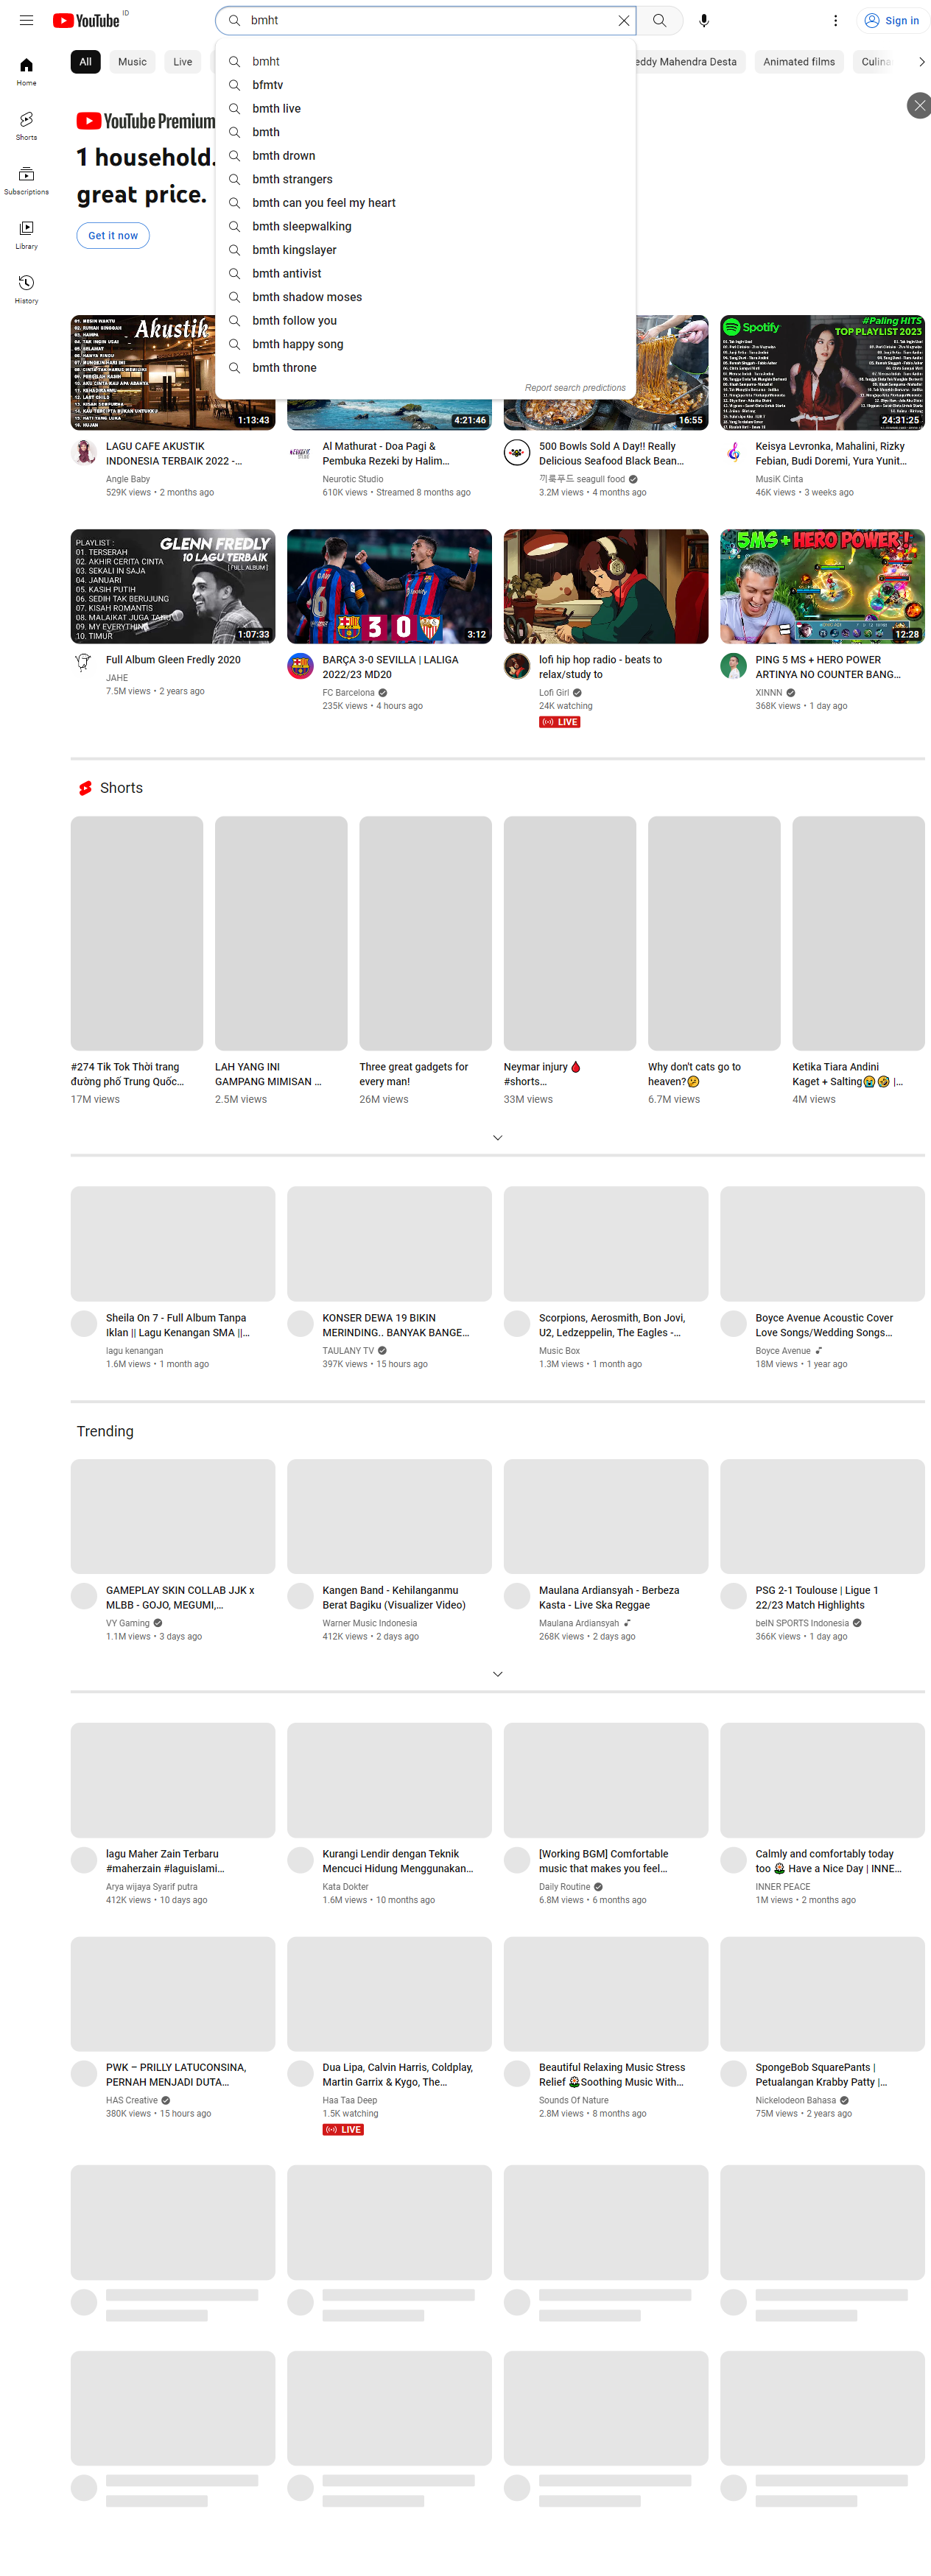 YouTube ID
bmht
Sign in
All
Music
Live
eddy Mahendra Desta
Animated films
Culina
bmht
bfmtv
bmth live
bmth
bmth drown
bmth strangers
bmth can you feel my heart
bmth sleepwalking
bmth kingslayer
bmth antivist
bmth shadow moses
bmth follow you
bmth happy song
bmth throne
Report search predictions
Home
Shorts
Subscriptions
Library
History
YouTube Premium
1 household.
great price.
Get it now
Akustik
1:13:43
4:21:46
16:55
Spotify
#Paling HITS
TOP PLAYLIST 2023
24:31:25
LAGU CAFE AKUSTIK
INDONESIA TERBAIK 2022 -...
Angle Baby
529K views • 2 months ago
Al Mathurat - Doa Pagi &
Pembuka Rezeki by Halim...
Neurotic Studio
610K views • Streamed 8 months ago
500 Bowls Sold A Day!! Really
Delicious Seafood Black Bean...
끼룩푸드 seagull food
3.2M views • 4 months ago
Keisya Levronka, Mahalini, Rizky
Febian, Budi Doremi, Yura Yunit...
MusiK Cinta
46K views • 3 weeks ago
PLAYLIST :
01. TERSERAH
02. AKHIR CERITA CINTA
03. SEKALI IN SAJA
04. JANUARI
05. KASIH PUTIH
06. SEDIH TAK BERUJUNG
07. KISAH ROMANTIS
08. MALAIKAT JUGA TAHU
09. MY EVERYTHING
10. TIMUR
GLENN FREDLY
10 LAGU TERBAIK
[ FULL ALBUM ]
1:07:33
6
Spotify
3 0
3:12
5MS + HERO POWER !
12:28
Full Album Gleen Fredly 2020
JAHE
7.5M views • 2 years ago
BARÇA 3-0 SEVILLA | LALIGA
2022/23 MD20
FC Barcelona
235K views • 4 hours ago
lofi hip hop radio - beats to
relax/study to
Lofi Girl
24K watching
LIVE
PING 5 MS + HERO POWER
ARTINYA NO COUNTER BANG...
XINNN
368K views • 1 day ago
Shorts
#274 Tik Tok Thời trang
đường phố Trung Quốc...
17M views
LAH YANG INI
GAMPANG MIMISAN ...
2.5M views
Three great gadgets for
every man!
26M views
Neymar injury 🩸
#shorts...
33M views
Why don't cats go to
heaven?🤔
6.7M views
Ketika Tiara Andini
Kaget + Salting😭🤣 |...
4M views
Sheila On 7 - Full Album Tanpa
Iklan || Lagu Kenangan SMA ||...
lagu kenangan
1.6M views • 1 month ago
KONSER DEWA 19 BIKIN
MERINDING.. BANYAK BANGE...
TAULANY TV
397K views • 15 hours ago
Scorpions, Aerosmith, Bon Jovi,
U2, Ledzeppelin, The Eagles -...
Music Box
1.3M views • 1 month ago
Boyce Avenue Acoustic Cover
Love Songs/Wedding Songs...
Boyce Avenue
18M views • 1 year ago
Trending
GAMEPLAY SKIN COLLAB JJK x
MLBB - GOJO, MEGUMI,...
VY Gaming
1.1M views • 3 days ago
Kangen Band - Kehilanganmu
Berat Bagiku (Visualizer Video)
Warner Music Indonesia
412K views • 2 days ago
Maulana Ardiansyah - Berbeza
Kasta - Live Ska Reggae
Maulana Ardiansyah
268K views • 2 days ago
PSG 2-1 Toulouse | Ligue 1
22/23 Match Highlights
beIN SPORTS Indonesia
366K views • 1 day ago
lagu Maher Zain Terbaru
#maherzain #laguislami...
Arya wijaya Syarif putra
412K views • 10 days ago
Kurangi Lendir dengan Teknik
Mencuci Hidung Menggunakan...
Kata Dokter
1.6M views • 10 months ago
[Working BGM] Comfortable
music that makes you feel...
Daily Routine
6.8M views • 6 months ago
Calmly and comfortably today
too Have a Nice Day | INNE...
INNER PEACE
1M views • 2 months ago
PWK – PRILLY LATUCONSINA,
PERNAH MENJADI DUTA...
HAS Creative
380K views • 15 hours ago
Dua Lipa, Calvin Harris, Coldplay,
Martin Garrix & Kygo, The...
Haa Taa Deep
1.5K watching
LIVE
Beautiful Relaxing Music Stress
Relief Soothing Music With...
Sounds Of Nature
2.8M views • 8 months ago
SpongeBob SquarePants |
Petualangan Krabby Patty |...
Nickelodeon Bahasa
75M views • 2 years ago